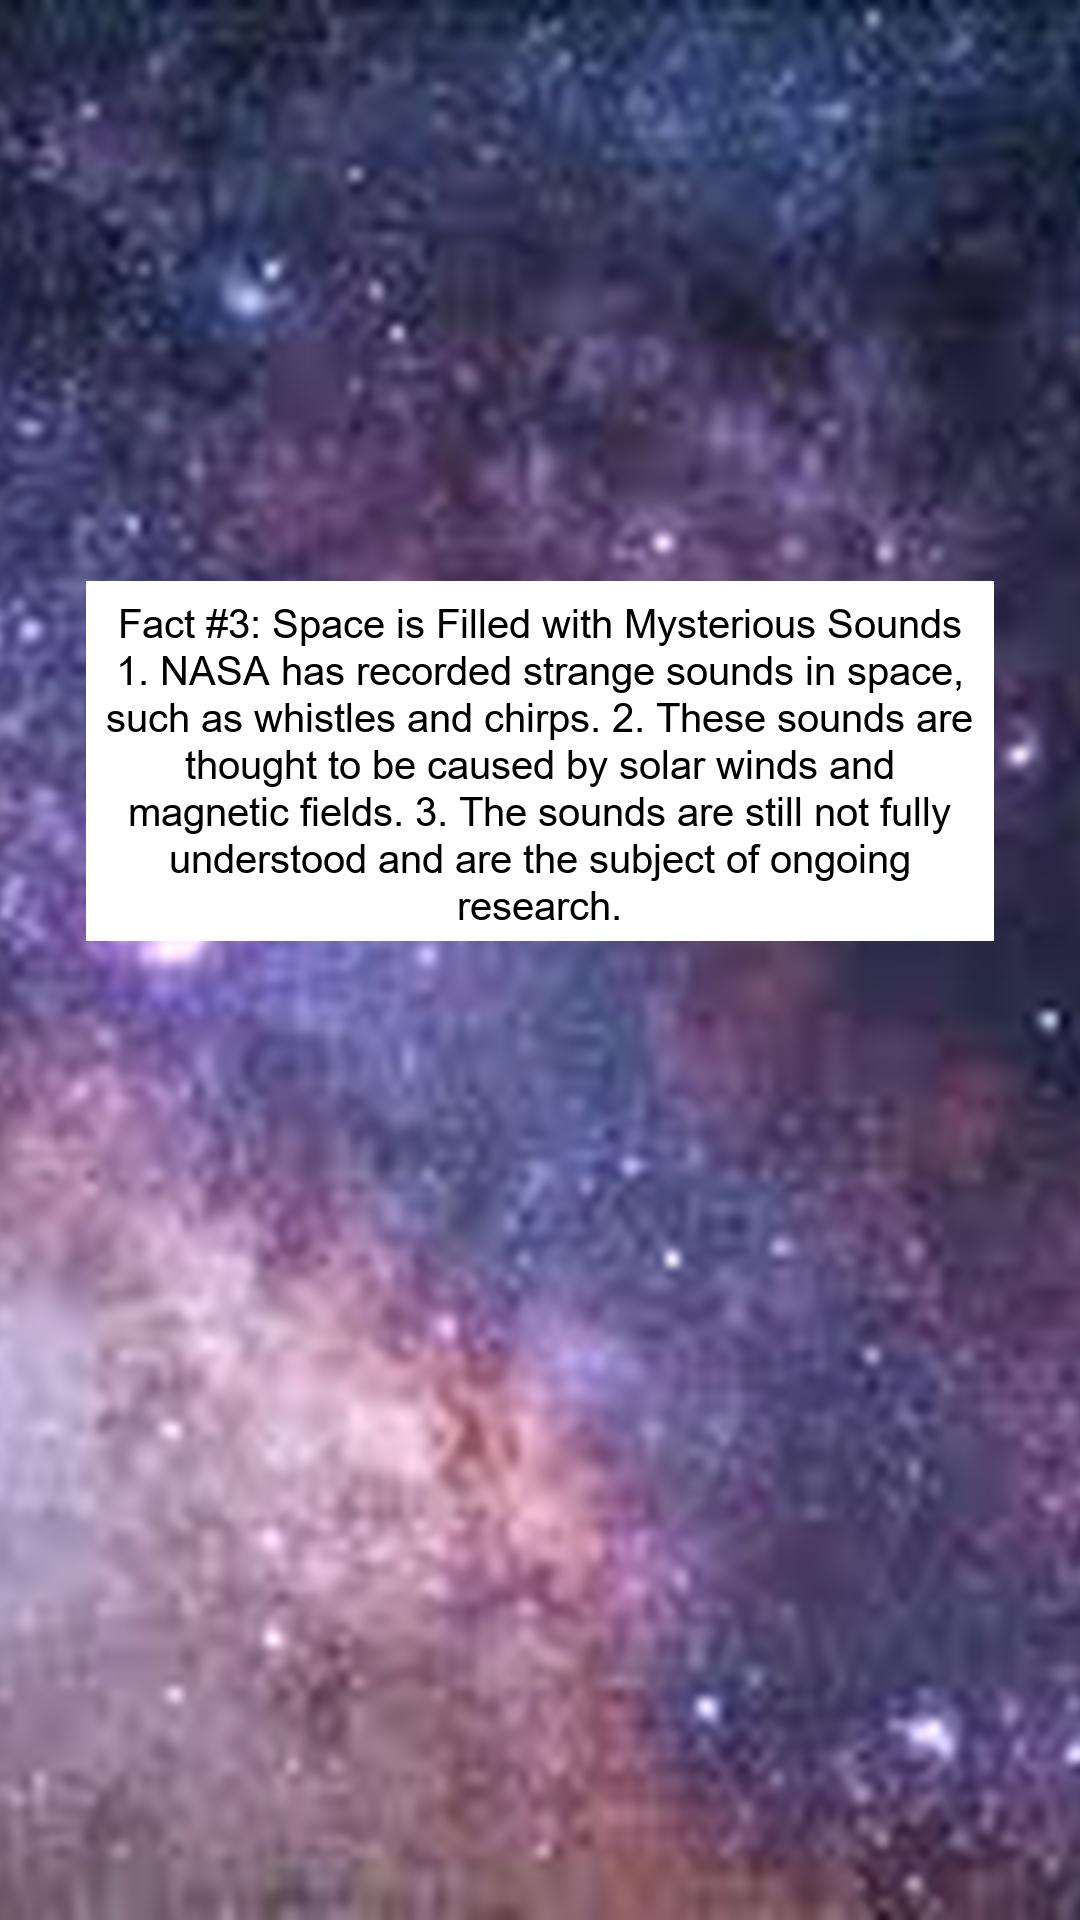 Fact #3: Space is Filled with Mysterious Sounds
1. NASA has recorded strange sounds in space,
such as whistles and chirps. 2. These sounds are
thought to be caused by solar winds and
magnetic fields. 3. The sounds are still not fully
understood and are the subject of ongoing
research.